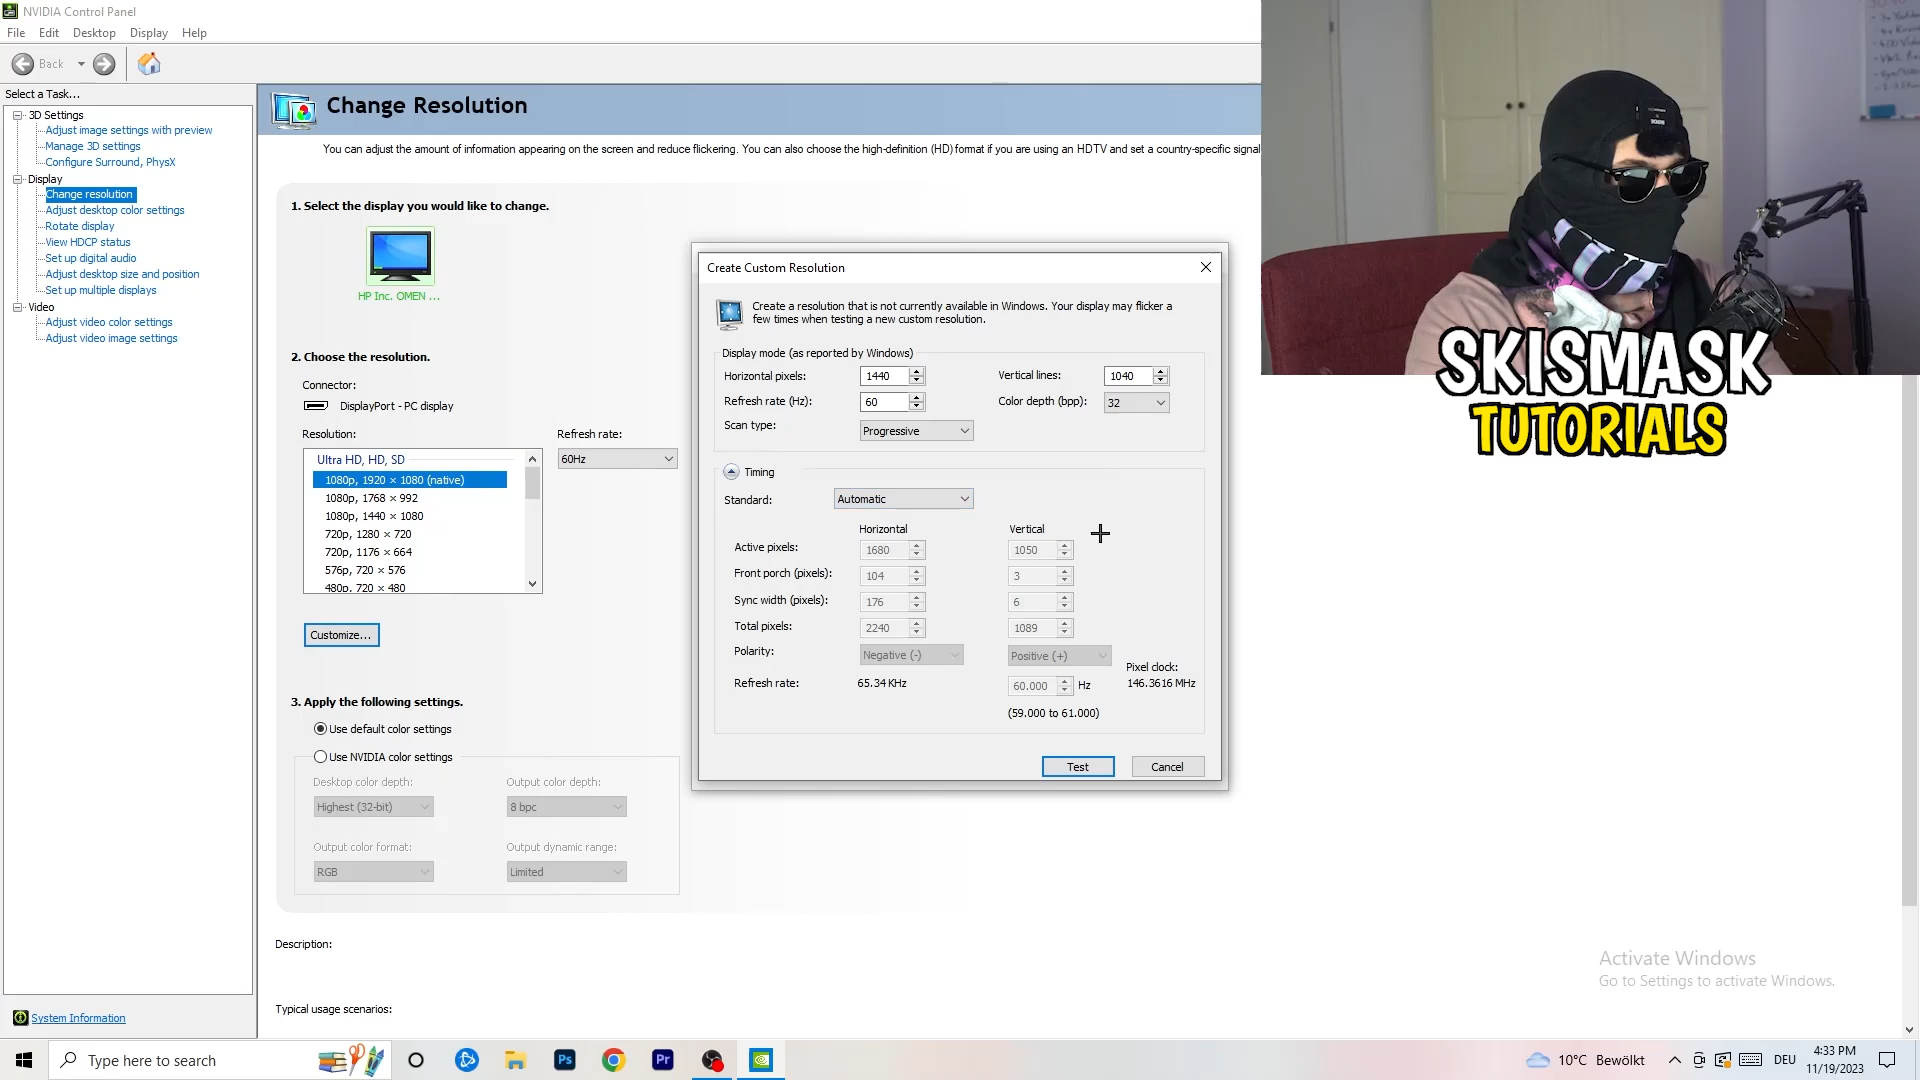 NVIDIA Control Panel
File Edit Desktop Display Help
Back
Select a Task...
3D Settings
Adjust image settings with preview
Manage 3D settings
Configure Surround, PhysX
Display
Change resolution
Adjust desktop color settings
Rotate display
View HDCP status
Set up digital audio
Adjust desktop size and position
Set up multiple displays
Video
Adjust video color settings
Adjust video image settings
System Information
Change Resolution
You can adjust the amount of information appearing on the screen and reduce flickering. You can also choose the high-definition (HD) format if you are using an HDTV and set a country-specific signal
1. Select the display you would like to change.
HP Inc. OMEN ...
2. Choose the resolution.
Connector:
DisplayPort - PC display
Resolution:
Refresh rate:
Ultra HD, HD, SD
60Hz
1080p, 1920 × 1080 (native)
1080p, 1768 × 992
1080p, 1440 × 1080
720p, 1280 × 720
720p, 1176 × 664
576p, 720 × 576
480p, 720 × 480
Customize...
3. Apply the following settings.
Use default color settings
Use NVIDIA color settings
Desktop color depth: Output color depth:
Highest (32-bit) 8 bpc
Output color format: Output dynamic range:
RGB Limited
Description:
Typical usage scenarios:
Create Custom Resolution
Create a resolution that is not currently available in Windows. Your display may flicker a
few times when testing a new custom resolution.
Display mode (as reported by Windows)
Horizontal pixels: 1440 Vertical lines: 1040
Refresh rate (Hz): 60 Color depth (bpp): 32
Scan type: Progressive
Timing
Standard: Automatic
Horizontal Vertical
Active pixels: 1680 1050
Front porch (pixels): 104 3
Sync width (pixels): 176 6
Total pixels: 2240 1089
Polarity: Negative (-) Positive (+)
Pixel clock:
Refresh rate: 65.34 KHz 60.000 Hz 146.3616 MHz
(59.000 to 61.000)
Test Cancel
SKISMASK
TUTORIALS
Activate Windows
Go to Settings to activate Windows.
Type here to search
Ps
Pr
10°C Bewölkt
DEU
4:33 PM
11/19/2023